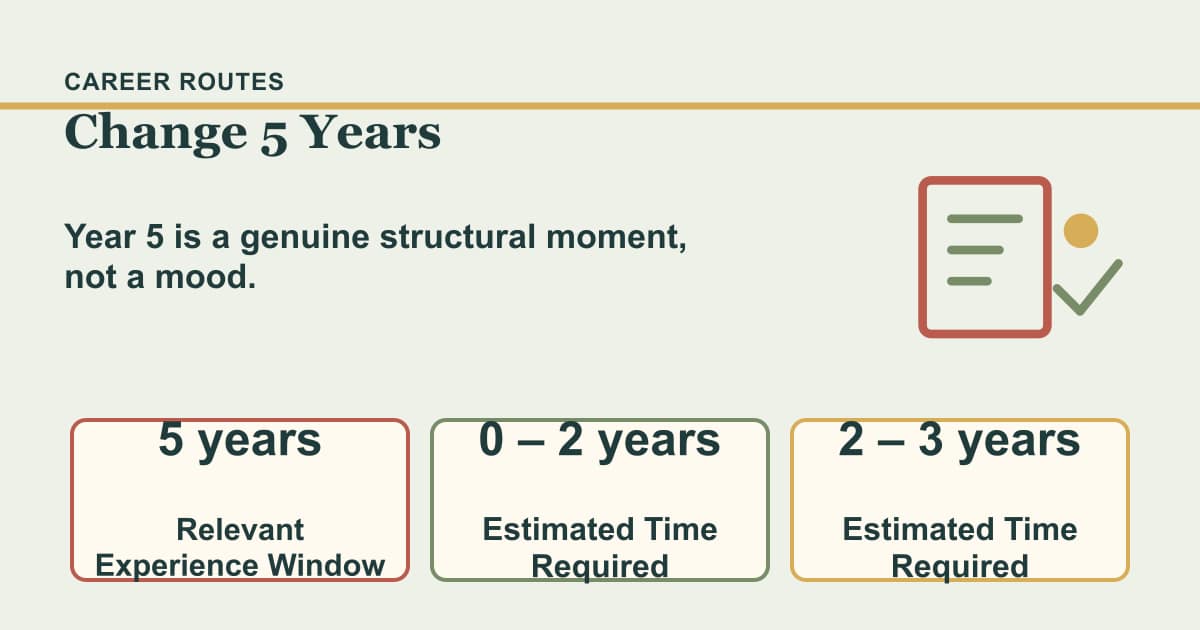 CAREER ROUTES
Change 5 Years
Year 5 is a genuine structural moment,
not a mood.
5 years
Relevant
Experience Window
0 – 2 years
Estimated Time
Required
2 – 3 years
Estimated Time
Required